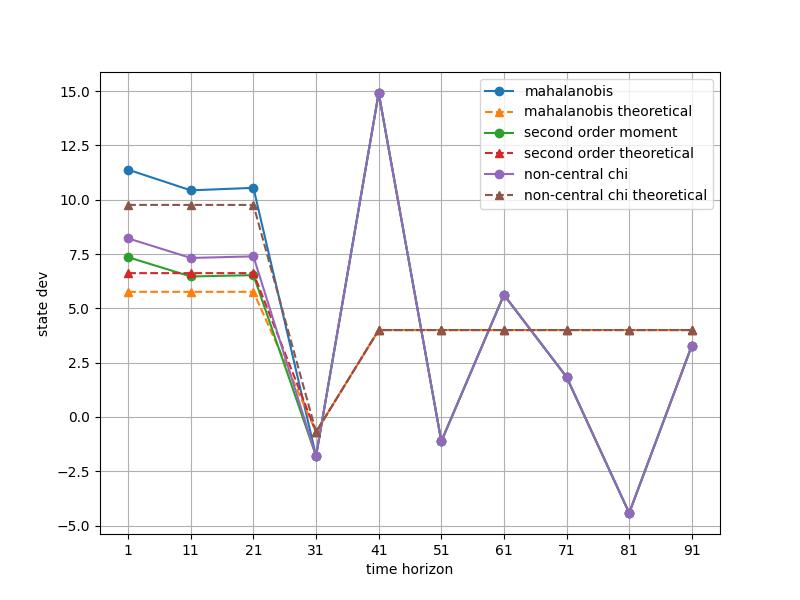 15.0
12.5
10.0
7.5
5.0
2.5
0.0
−2.5
−5.0
state dev
1 11 21 31 41 51 61 71 81 91
time horizon
mahalanobis
mahalanobis theoretical
second order moment
second order theoretical
non-central chi
non-central chi theoretical